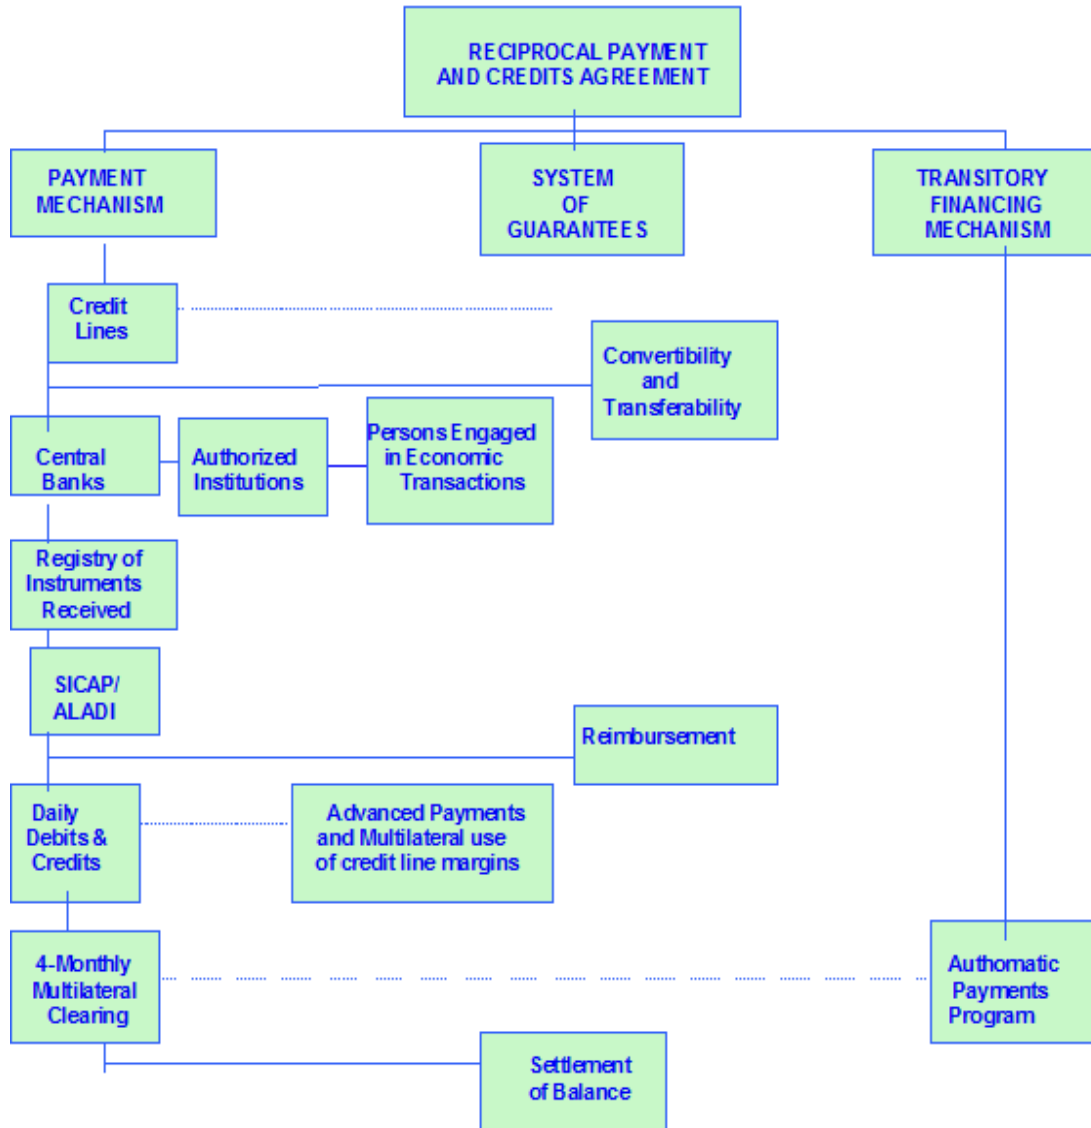 RECIPROCAL PAYMENT
AND CREDITS AGREEMENT
PAYMENT
MECHANISM
SYSTEM
OF
GUARANTEES
TRANSITORY
FINANCING
MECHANISM
Credit
Lines
Convertibility
and
Transferability
Central
Banks
Authorized
Institutions
Persons Engaged
in Economic
Transactions
Registry of
Instruments
Received
SICAP/
ALADI
Reimbursement
Daily
Debits &
Credits
Advanced Payments
and Multilateral use
of credit line margins
4-Monthly
Multilateral
Clearing
Authomatic
Payments
Program
Settlement
of Balance